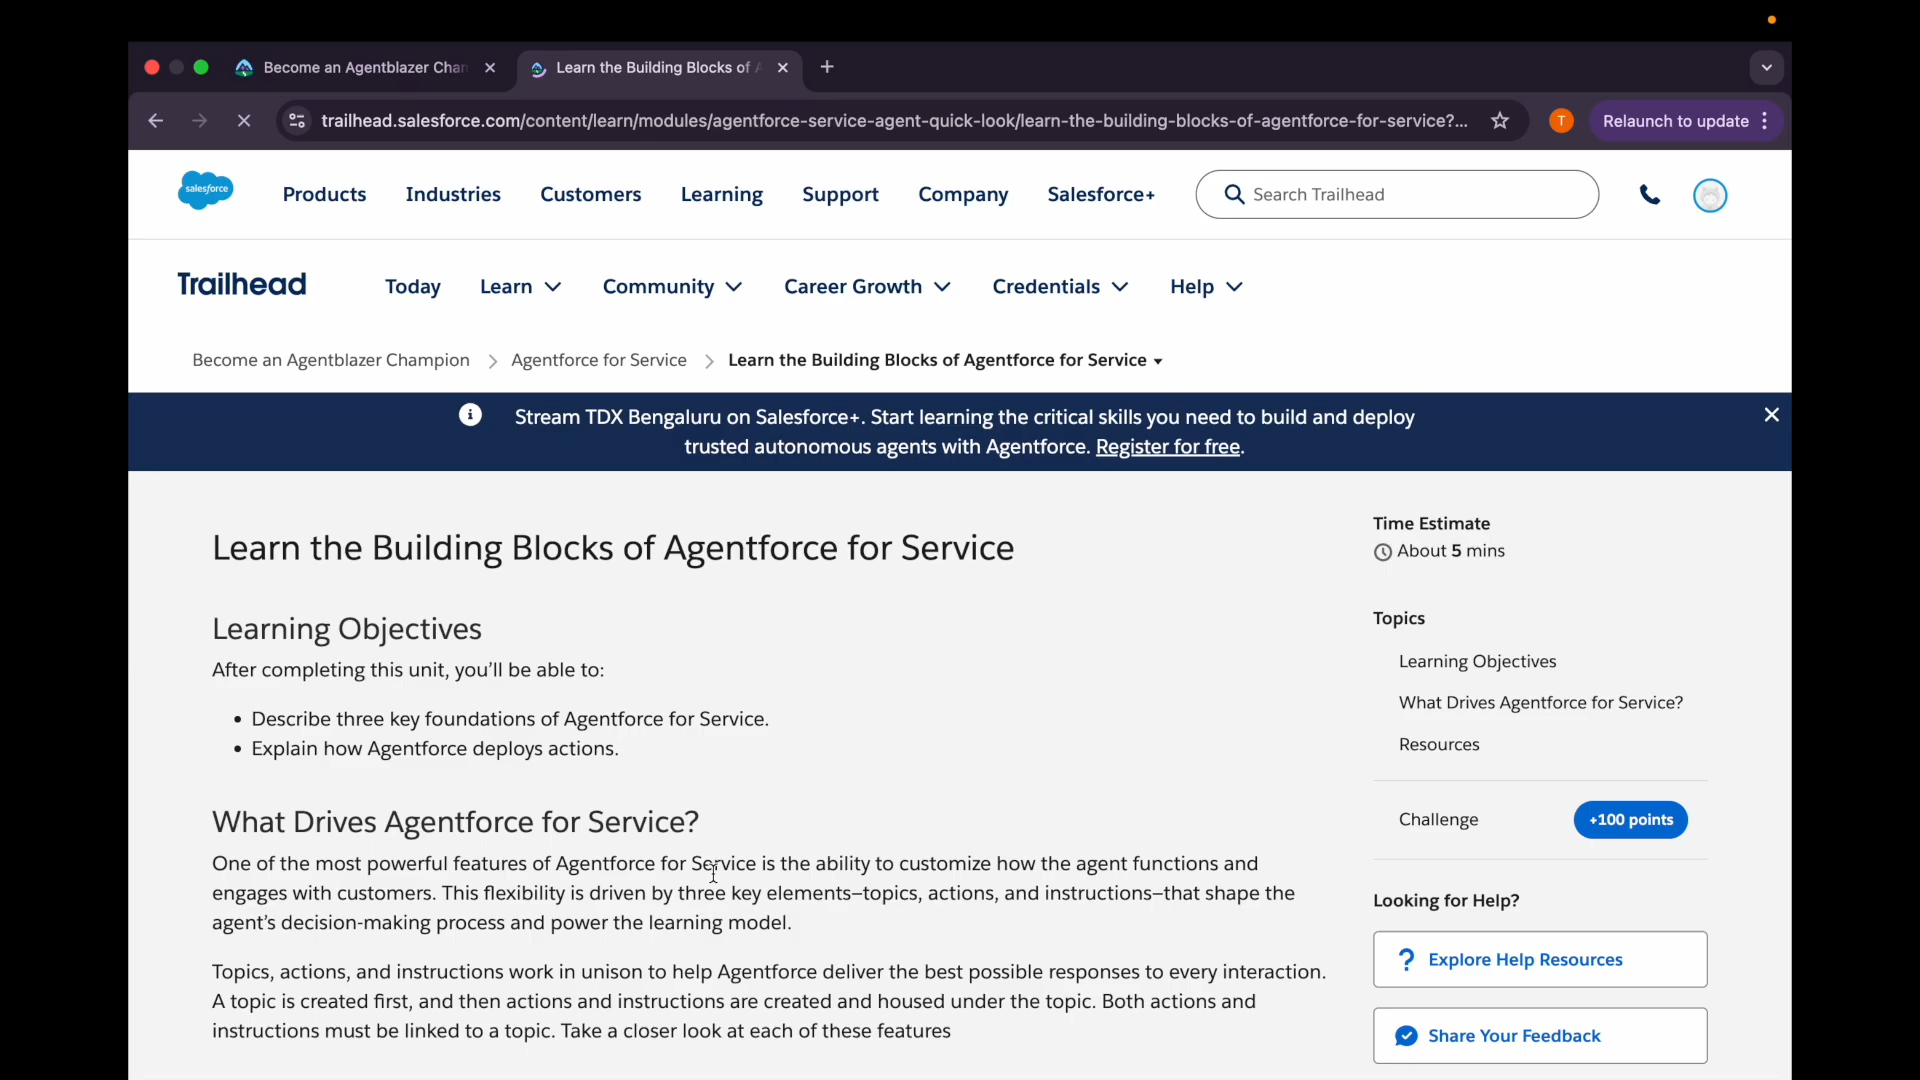 Become an Agentblazer Cham
Learn the Building Blocks of A
trailhead.salesforce.com/content/learn/modules/agentforce-service-agent-quick-look/learn-the-building-blocks-of-agentforce-for-service?...
T
Relaunch to update
salesforce
Products
Industries
Customers
Learning
Support
Company
Salesforce+
Search Trailhead
Trailhead
Today
Learn
Community
Career Growth
Credentials
Help
Become an Agentblazer Champion
Agentforce for Service
Learn the Building Blocks of Agentforce for Service
Stream TDX Bengaluru on Salesforce+. Start learning the critical skills you need to build and deploy
trusted autonomous agents with Agentforce. Register for free.
Learn the Building Blocks of Agentforce for Service
Learning Objectives
After completing this unit, you’ll be able to:
• Describe three key foundations of Agentforce for Service.
• Explain how Agentforce deploys actions.
What Drives Agentforce for Service?
One of the most powerful features of Agentforce for Service is the ability to customize how the agent functions and
engages with customers. This flexibility is driven by three key elements—topics, actions, and instructions—that shape the
agent’s decision-making process and power the learning model.
Topics, actions, and instructions work in unison to help Agentforce deliver the best possible responses to every interaction.
A topic is created first, and then actions and instructions are created and housed under the topic. Both actions and
instructions must be linked to a topic. Take a closer look at each of these features
Time Estimate
About 5 mins
Topics
Learning Objectives
What Drives Agentforce for Service?
Resources
Challenge
+100 points
Looking for Help?
Explore Help Resources
Share Your Feedback